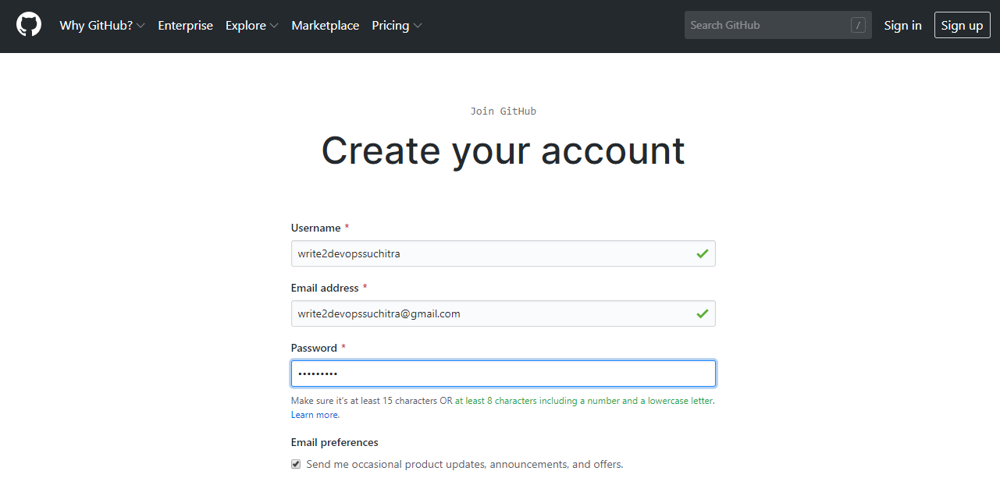 Why GitHub? Enterprise Explore Marketplace Pricing Search GitHub / Sign in Sign up
Join GitHub
Create your account
Username *
write2devopssuchitra
Email address *
write2devopssuchitra@gmail.com
Password *
•••••••••
Make sure it's at least 15 characters OR at least 8 characters including a number and a lowercase letter.
Learn more.
Email preferences
Send me occasional product updates, announcements, and offers.